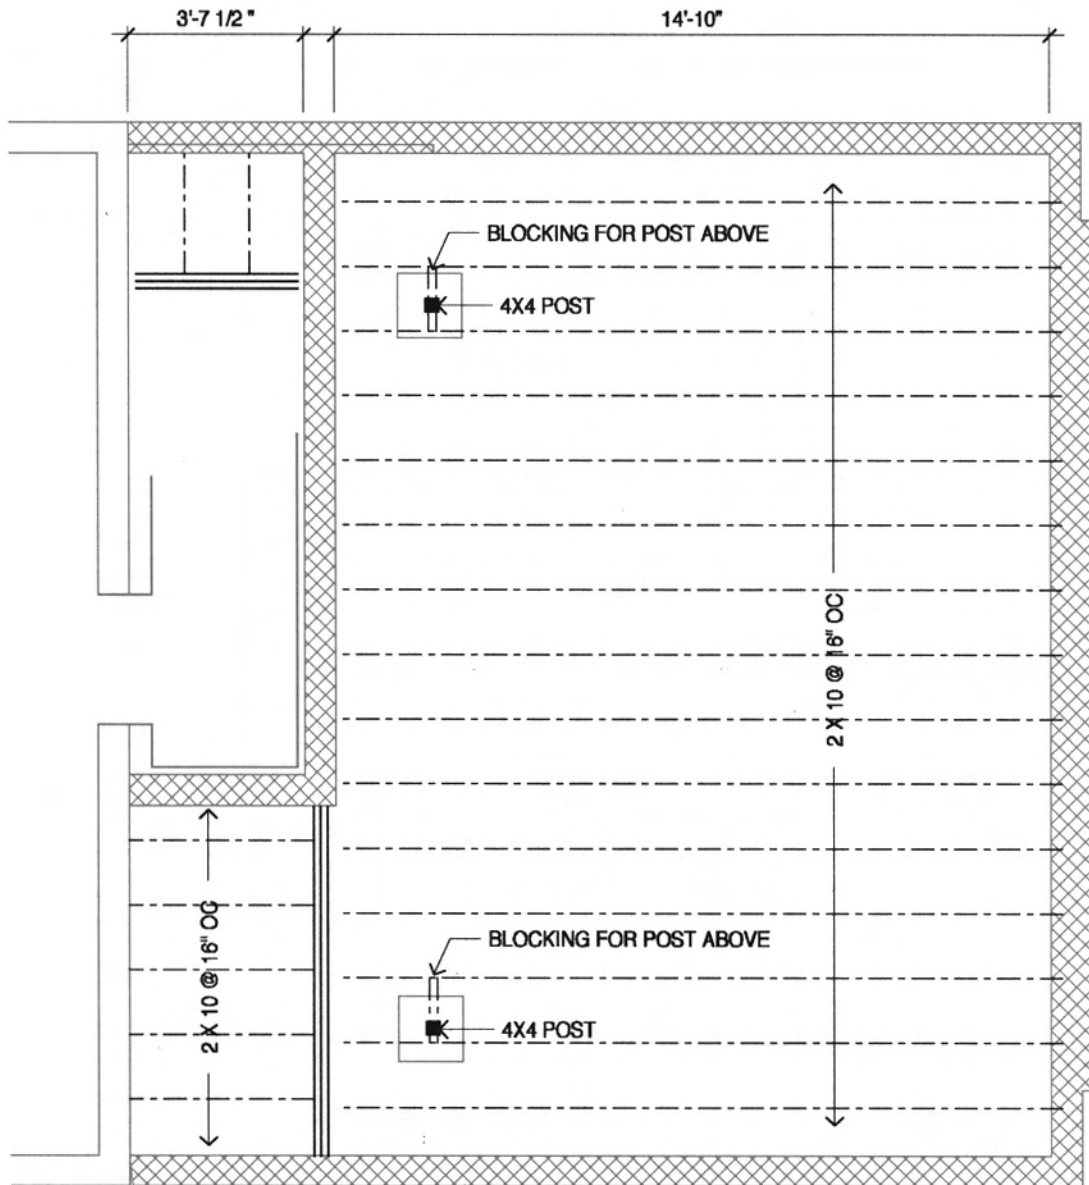 3'-7 1/2 "
14'-10"
BLOCKING FOR POST ABOVE
4X4 POST
2 X 10 @ 16" OC
2 X 10 @ 16" OC
BLOCKING FOR POST ABOVE
4X4 POST